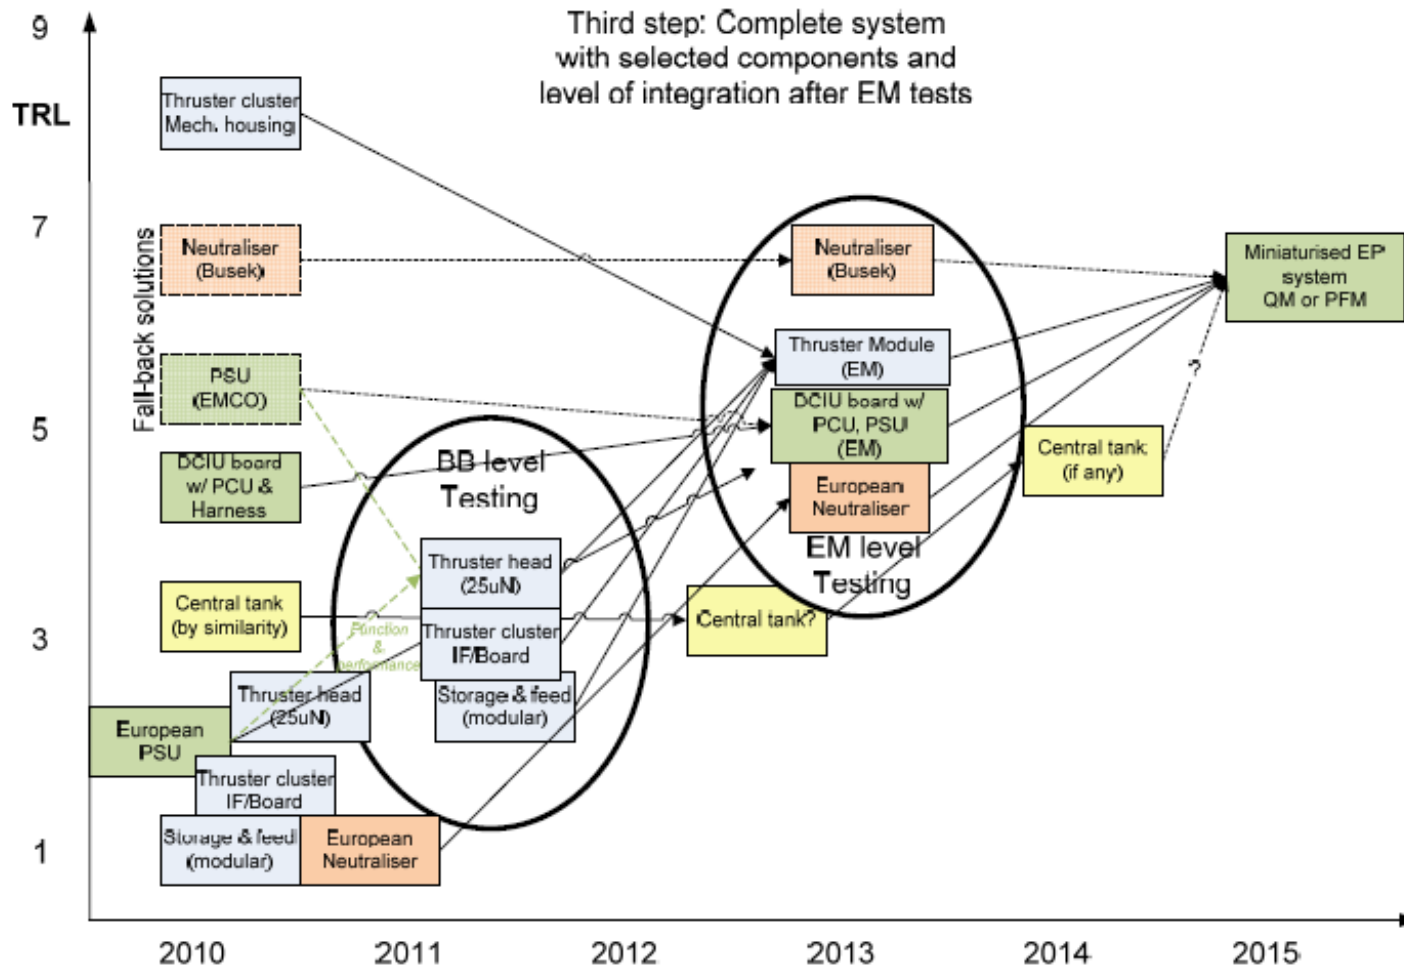 Third step: Complete system
with selected components and
level of integration after EM tests
9
TRL
7
5
3
1
Thruster cluster
Mech. housing
Fall-back solutions
Neutraliser
(Busek)
PSU
(EMCO)
DCIU board
w/ PCU &
Harness
Central tank
(by similarity)
Thruster head
(25uN)
European
PSU
Thruster cluster
IF/Board
Storage & feed
(modular)
European
Neutraliser
Function
&
performance
BB level
Testing
Thruster head
(25uN)
Thruster cluster
IF/Board
Storage & feed
(modular)
Neutraliser
(Busek)
Thruster Module
(EM)
DCIU board w/
PCU, PSU
(EM)
European
Neutraliser
EM level
Testing
Central tank?
Central tank
(if any)
?
Miniaturised EP
system
QM or PFM
2010
2011
2012
2013
2014
2015